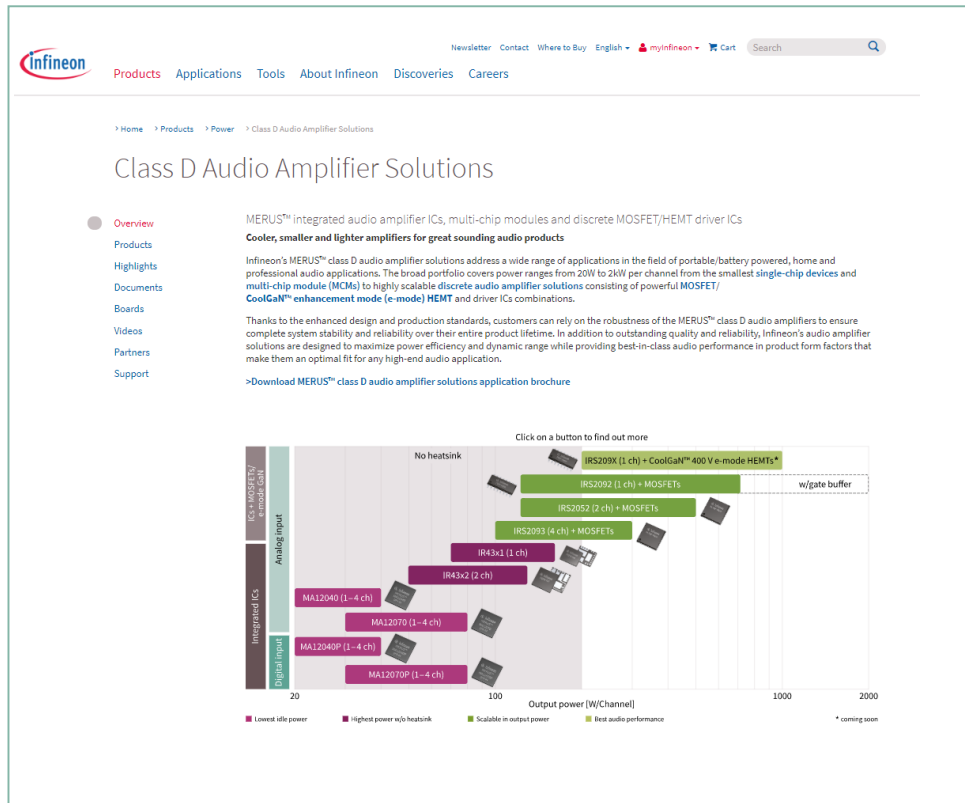 Newsletter Contact Where to Buy English myInfineon Cart Search
infineon
Products Applications Tools About Infineon Discoveries Careers
> Home > Products > Power > Class D Audio Amplifier Solutions
Class D Audio Amplifier Solutions
Overview
Products
Highlights
Documents
Boards
Videos
Partners
Support
MERUS™ integrated audio amplifier ICs, multi-chip modules and discrete MOSFET/HEMT driver ICs
Cooler, smaller and lighter amplifiers for great sounding audio products
Infineon's MERUS™ class D audio amplifier solutions address a wide range of applications in the field of portable/battery powered, home and
professional audio applications. The broad portfolio covers power ranges from 20W to 2kW per channel from the smallest single-chip devices and
multi-chip module (MCMs) to highly scalable discrete audio amplifier solutions consisting of powerful MOSFET/
CoolGaN™ enhancement mode (e-mode) HEMT and driver ICs combinations.
Thanks to the enhanced design and production standards, customers can rely on the robustness of the MERUS™ class D audio amplifiers to ensure
complete system stability and reliability over their entire product lifetime. In addition to outstanding quality and reliability, Infineon's audio amplifier
solutions are designed to maximize power efficiency and dynamic range while providing best-in-class audio performance in product form factors that
make them an optimal fit for any high-end audio application.
>Download MERUS™ class D audio amplifier solutions application brochure
Click on a button to find out more
ICs + MOSFETs/
e-mode GaN
Integrated ICs
Analog input
Digital input
No heatsink
IRS209X (1 ch) + CoolGaN™ 400 V e-mode HEMTs*
IRS2092 (1 ch) + MOSFETs
w/gate buffer
IRS2052 (2 ch) + MOSFETs
IRS2093 (4 ch) + MOSFETs
IR43x1 (1 ch)
IR43x2 (2 ch)
MA12040 (1–4 ch)
MA12070 (1–4 ch)
MA12040P (1–4 ch)
MA12070P (1–4 ch)
20 100 1000 2000
Output power [W/Channel]
Lowest idle power Highest power w/o heatsink Scalable in output power Best audio performance * coming soon